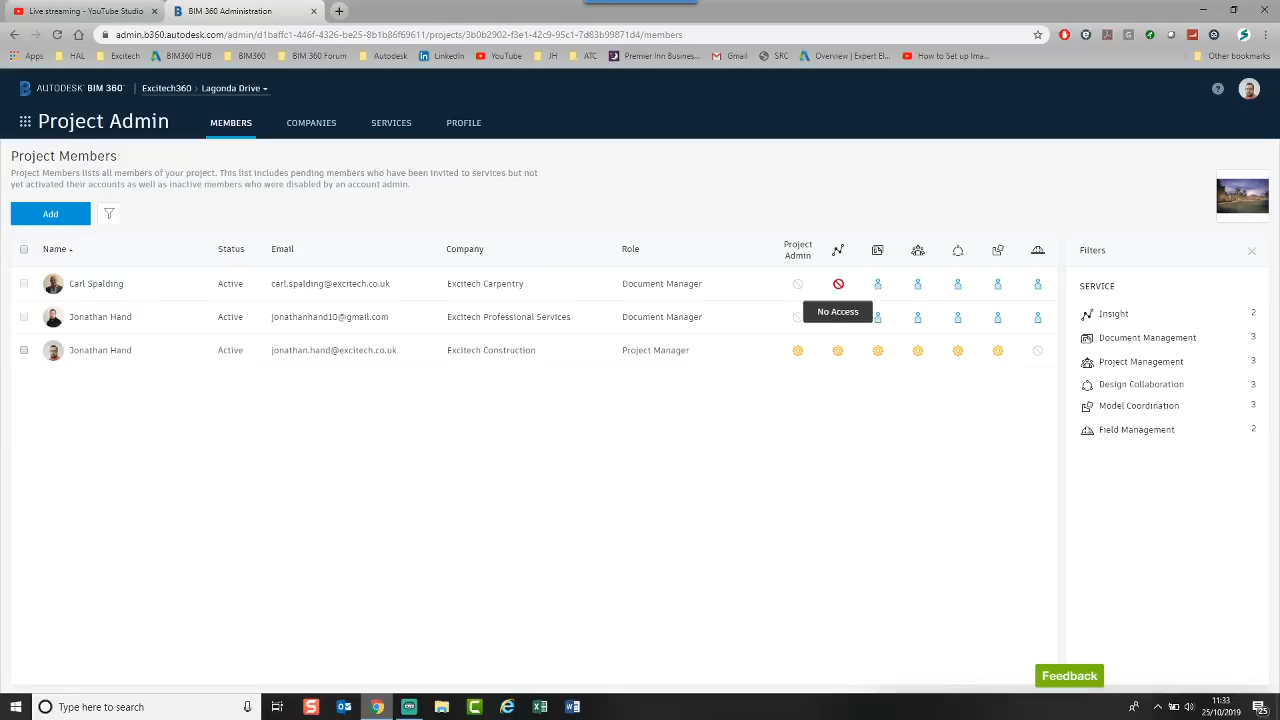 Live streaming - YouTube Studio
BIM 360 Administration
admin.b360.autodesk.com/admin/d1baffc1-446f-4326-be25-8b1b86f69611/projects/3b0b2902-f3e1-42c9-95c1-7d83b99871d4/members
Apps HAL Excitech BIM360 HUB BIM360 BIM 360 Forum Autodesk LinkedIn YouTube JH ATC Premier Inn Busines... Gmail SRC Overview | Expert El... How to Set up Ima... Other bookmarks
AUTODESK® BIM 360™ Excitech360 › Lagonda Drive
Project Admin MEMBERS COMPANIES SERVICES PROFILE
Project Members
Project Members lists all members of your project. This list includes pending members who have been invited to services but not
yet activated their accounts as well as inactive members who were disabled by an account admin.
Add
Name Status Email Company Role Project Admin
Carl Spalding Active carl.spalding@excitech.co.uk Excitech Carpentry Document Manager
No Access
Jonathan Hand Active jonathanhand10@gmail.com Excitech Professional Services Document Manager
Jonathan Hand Active jonathan.hand@excitech.co.uk Excitech Construction Project Manager
Filters
SERVICE
Insight 2
Document Management 3
Project Management 3
Design Collaboration 3
Model Coordination 3
Field Management 2
Feedback
Type here to search
11:33
25/10/2019